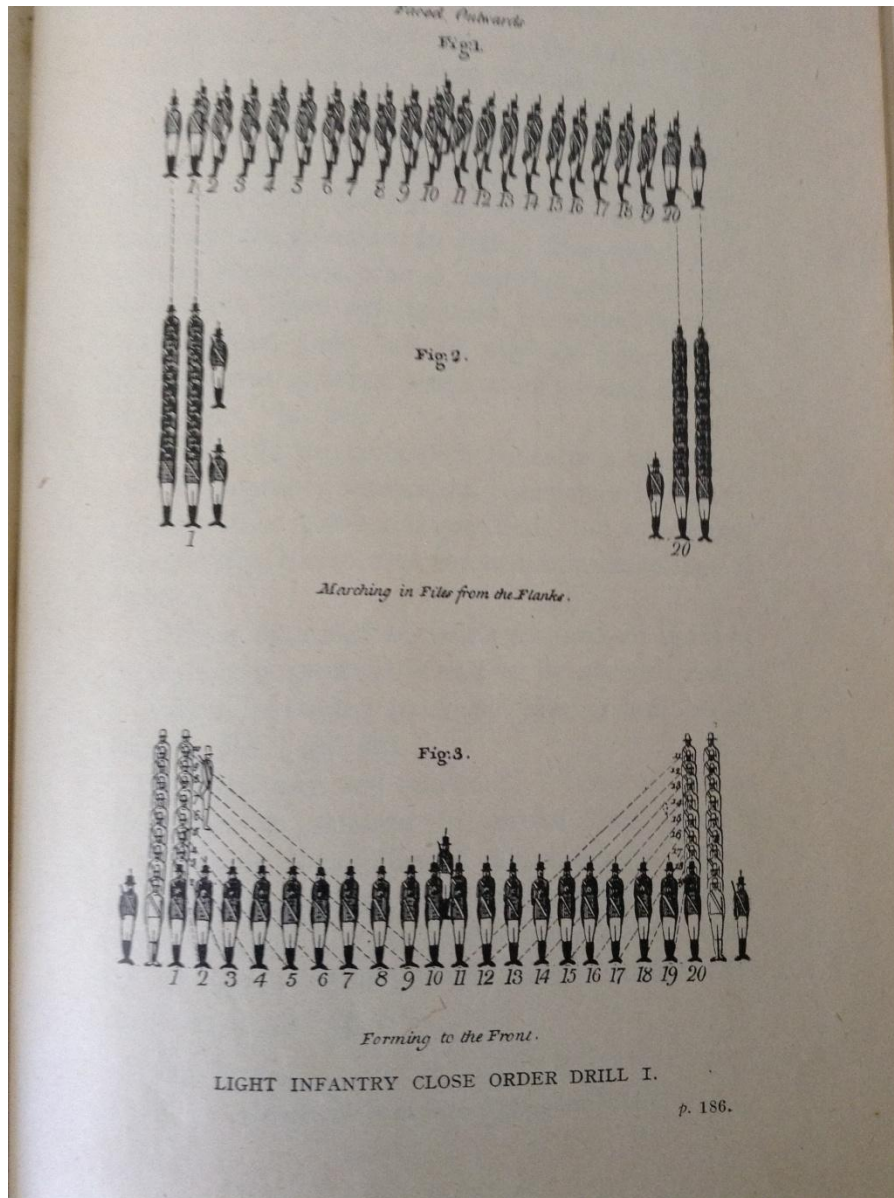 Faced Outwards
Fig:1.
1 2 3 4 5 6 7 8 9 10 11 12 13 14 15 16 17 18 19 20
Fig:2.
1 20
Marching in Files from the Flanks.
Fig:3.
1 2 3 4 5 6 7 8 9 10 11 12 13 14 15 16 17 18 19 20
Forming to the Front.
LIGHT INFANTRY CLOSE ORDER DRILL I.
p. 186.